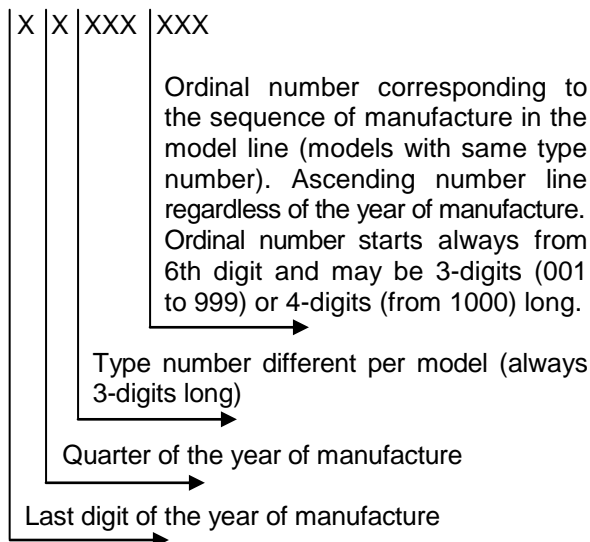 X X XXX XXX
Ordinal number corresponding to
the sequence of manufacture in the
model line (models with same type
number). Ascending number line
regardless of the year of manufacture.
Ordinal number starts always from
6th digit and may be 3-digits (001
to 999) or 4-digits (from 1000) long.
Type number different per model (always
3-digits long)
Quarter of the year of manufacture
Last digit of the year of manufacture